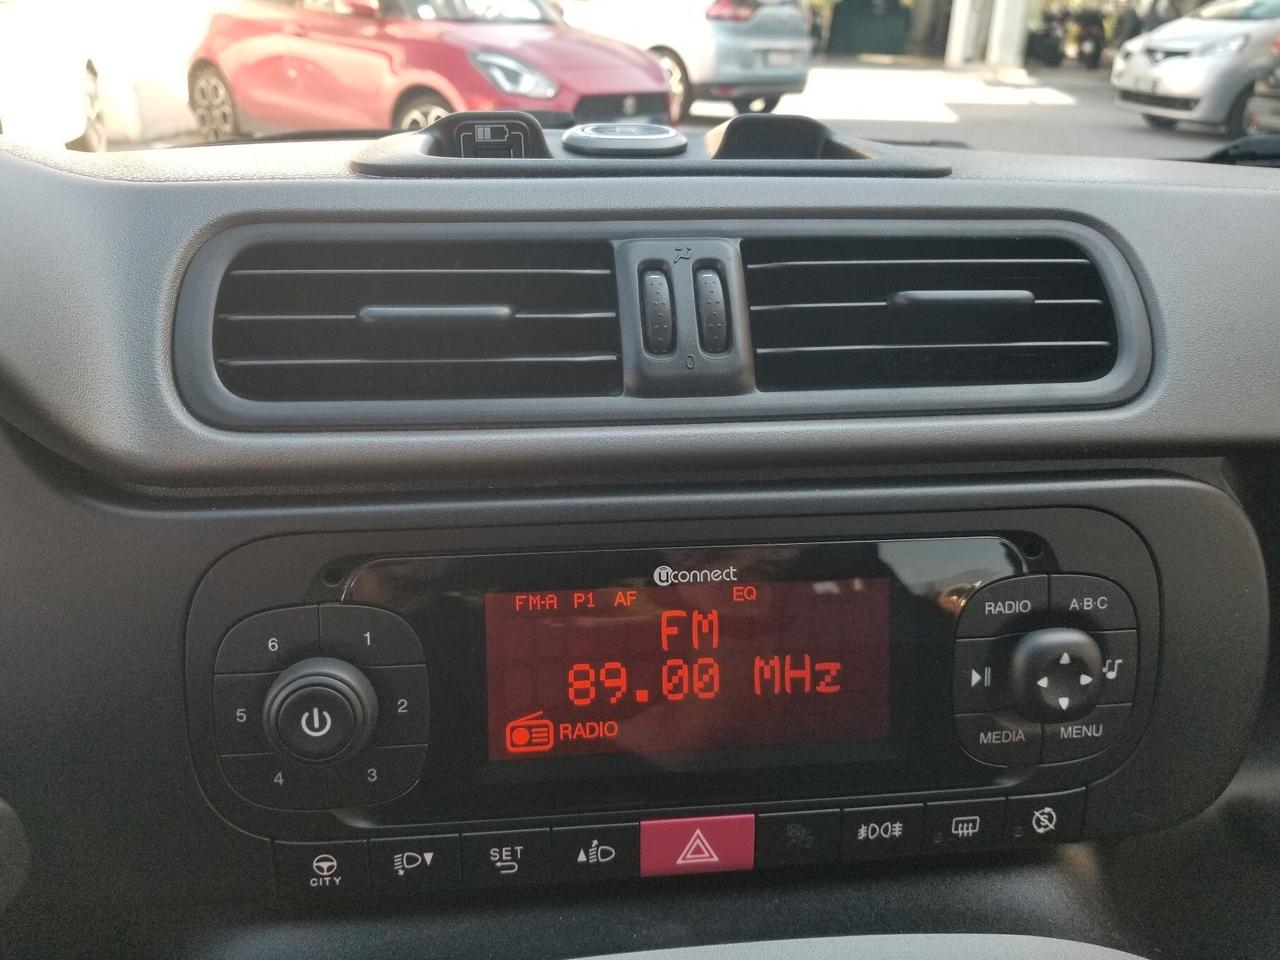 0
uconnect
FM-A P1 AF EQ
FM
89.00 MHz
RADIO
6 1
5 2
4 3
RADIO A·B·C
MEDIA MENU
CITY
SET